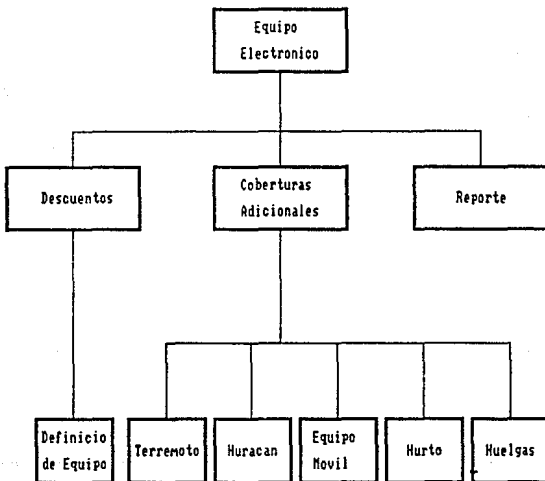 Equipo
Electronico
Descuentos
Coberturas
Adicionales
Reporte
Definicio
de Equipo
Terremoto
Huracan
Equipo
Movil
Hurto
Huelgas